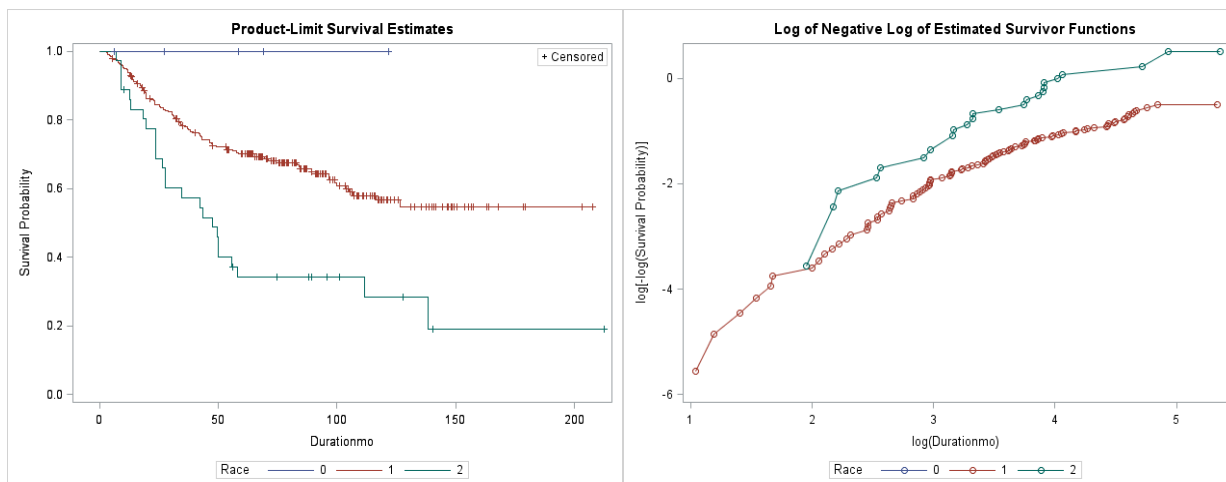 Product-Limit Survival Estimates
1.0
0.8
0.6
0.4
0.2
0.0
Survival Probability
+ Censored
0 50 100 150 200
Durationmo
Race 0 1 2
Log of Negative Log of Estimated Survivor Functions
0
-2
-4
-6
log[-log(Survival Probability)]
1 2 3 4 5
log(Durationmo)
Race 0 1 2